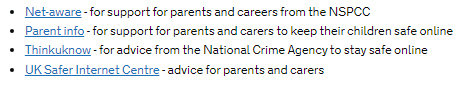 Net-aware - for support for parents and careers from the NSPCC
Parent info - for support for parents and carers to keep their children safe online
Thinkuknow - for advice from the National Crime Agency to stay safe online
UK Safer Internet Centre - advice for parents and carers